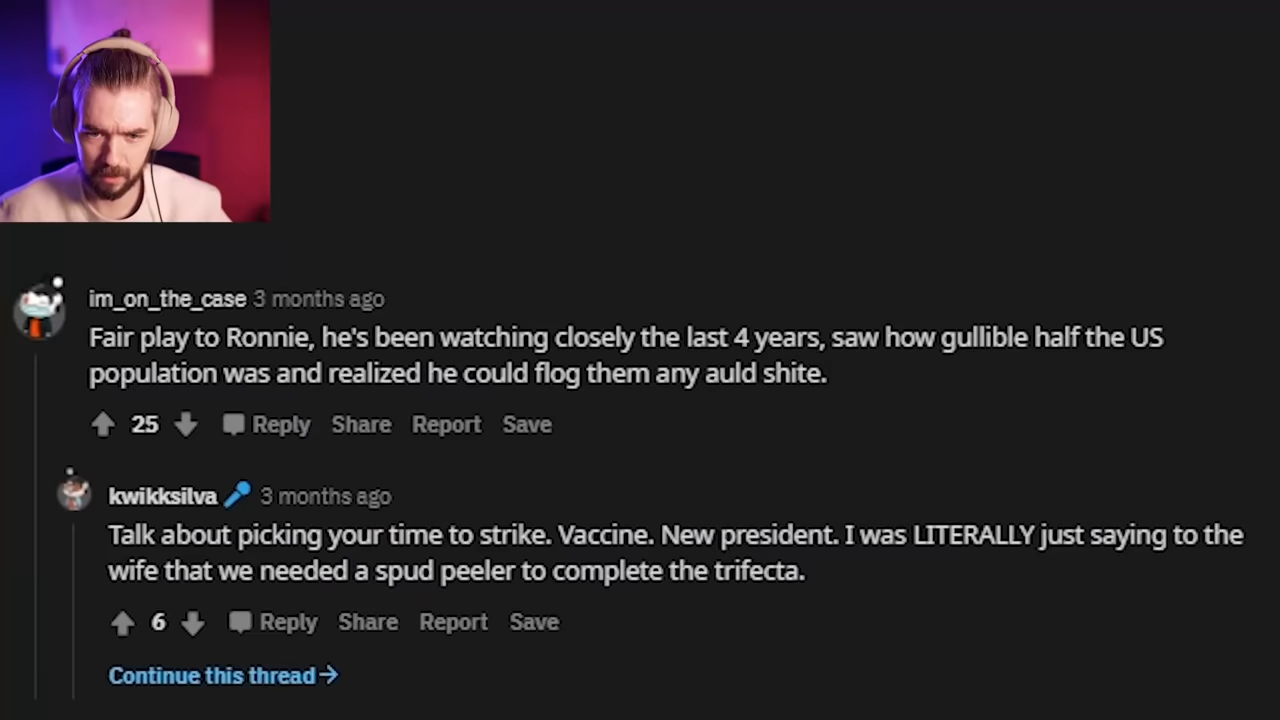 im_on_the_case 3 months ago
Fair play to Ronnie, he's been watching closely the last 4 years, saw how gullible half the US
population was and realized he could flog them any auld shite.
25 Reply Share Report Save
kwikksilva 3 months ago
Talk about picking your time to strike. Vaccine. New president. I was LITERALLY just saying to the
wife that we needed a spud peeler to complete the trifecta.
6 Reply Share Report Save
Continue this thread